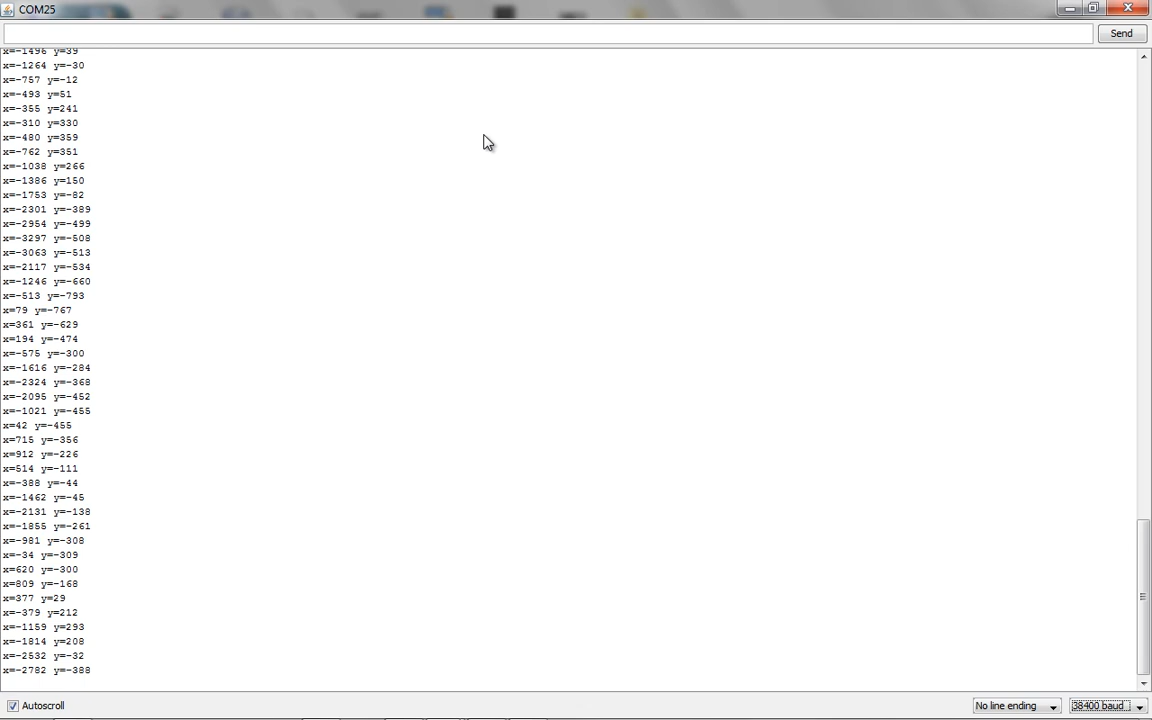 COM25
Send
x=-1496 y=39
x=-1264 y=-30
x=-757 y=-12
x=-493 y=51
x=-355 y=241
x=-310 y=330
x=-480 y=359
x=-762 y=351
x=-1038 y=266
x=-1386 y=150
x=-1753 y=-82
x=-2301 y=-389
x=-2954 y=-499
x=-3297 y=-508
x=-3063 y=-513
x=-2117 y=-534
x=-1246 y=-660
x=-513 y=-793
x=79 y=-767
x=361 y=-629
x=194 y=-474
x=-575 y=-300
x=-1616 y=-284
x=-2324 y=-368
x=-2095 y=-452
x=-1021 y=-455
x=42 y=-455
x=715 y=-356
x=912 y=-226
x=514 y=-111
x=-388 y=-44
x=-1462 y=-45
x=-2131 y=-138
x=-1855 y=-261
x=-981 y=-308
x=-34 y=-309
x=620 y=-300
x=809 y=-168
x=377 y=29
x=-379 y=212
x=-1159 y=293
x=-1814 y=208
x=-2532 y=-32
x=-2782 y=-388
Autoscroll No line ending 38400 baud